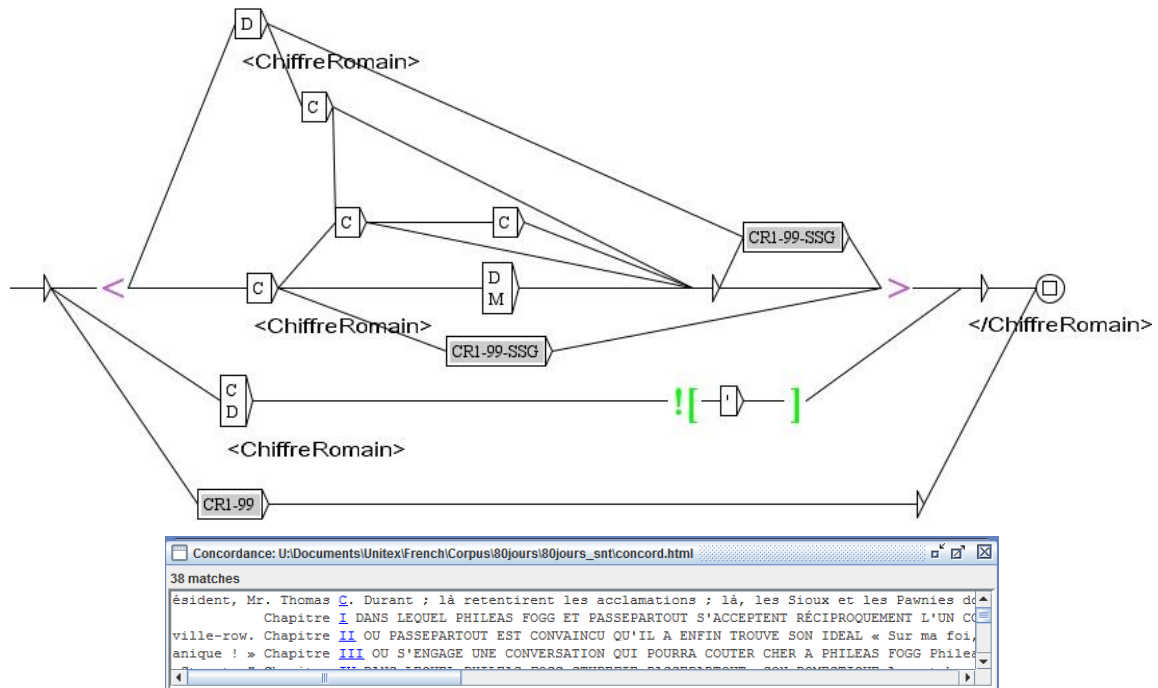 D
<ChiffreRomain>
C
C
C
CR1-99-SSG
<
C
D
M
>
<ChiffreRomain>
</ChiffreRomain>
CR1-99-SSG
C
D
![ ' ]
<ChiffreRomain>
CR1-99
Concordance: U:\Documents\Unitex\French\Corpus\80jours\80jours_snt\concord.html
38 matches
ésident, Mr. Thomas C. Durant ; là retentirent les acclamations ; là, les Sioux et les Pawnies do
Chapitre I DANS LEQUEL PHILEAS FOGG ET PASSEPARTOUT S'ACCEPTENT RÉCIPROQUEMENT L'UN CO
ville-row. Chapitre II OU PASSEPARTOUT EST CONVAINCU QU'IL A ENFIN TROUVE SON IDEAL « Sur ma foi,
anique ! » Chapitre III OU S'ENGAGE UNE CONVERSATION QUI POURRA COUTER CHER A PHILEAS FOGG Philea